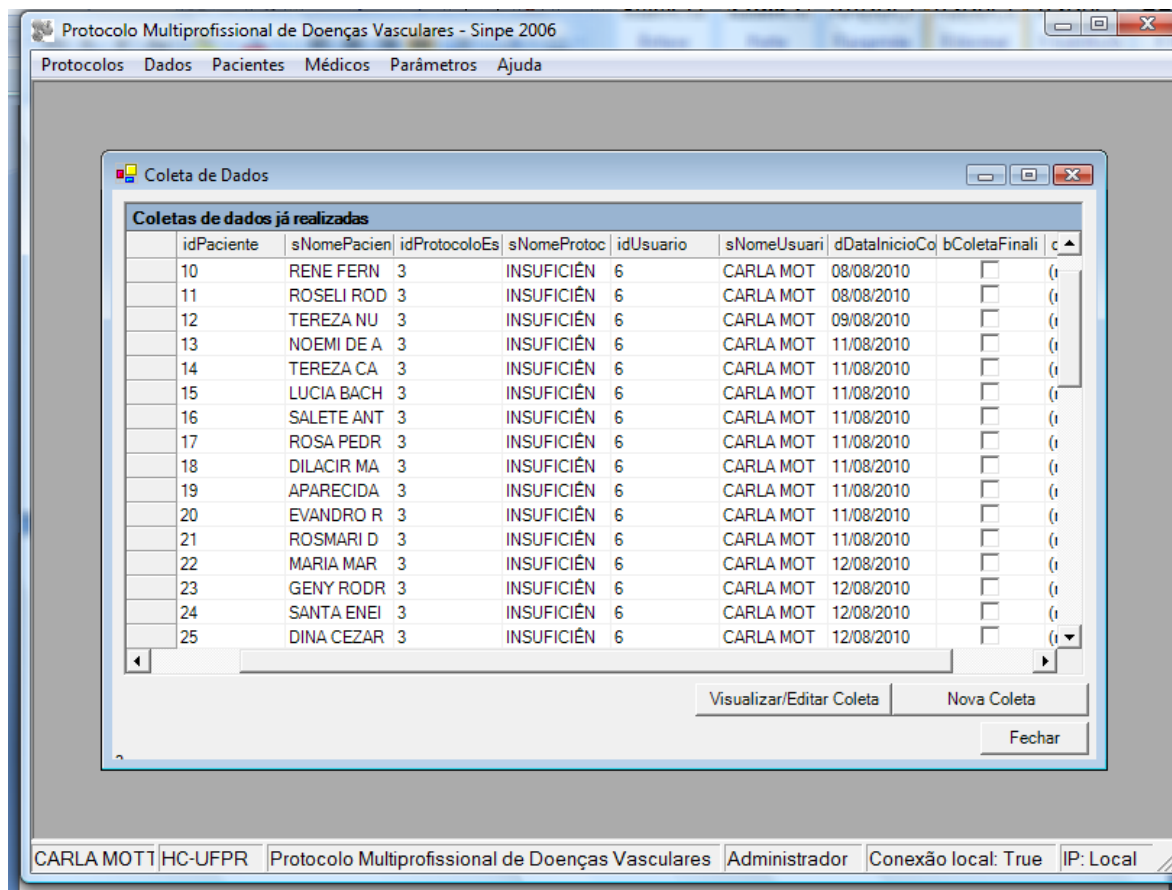 Protocolo Multiprofissional de Doenças Vasculares - Sinpe 2006
Protocolos Dados Pacientes Médicos Parâmetros Ajuda
Coleta de Dados
Coletas de dados já realizadas
idPaciente sNomePacien idProtocoloEs sNomeProtoc idUsuario sNomeUsuari dDataInicioCo bColetaFinali
10 RENE FERN 3 INSUFICIÊN 6 CARLA MOT 08/08/2010
11 ROSELI ROD 3 INSUFICIÊN 6 CARLA MOT 08/08/2010
12 TEREZA NU 3 INSUFICIÊN 6 CARLA MOT 09/08/2010
13 NOEMI DE A 3 INSUFICIÊN 6 CARLA MOT 11/08/2010
14 TEREZA CA 3 INSUFICIÊN 6 CARLA MOT 11/08/2010
15 LUCIA BACH 3 INSUFICIÊN 6 CARLA MOT 11/08/2010
16 SALETE ANT 3 INSUFICIÊN 6 CARLA MOT 11/08/2010
17 ROSA PEDR 3 INSUFICIÊN 6 CARLA MOT 11/08/2010
18 DILACIR MA 3 INSUFICIÊN 6 CARLA MOT 11/08/2010
19 APARECIDA 3 INSUFICIÊN 6 CARLA MOT 11/08/2010
20 EVANDRO R 3 INSUFICIÊN 6 CARLA MOT 11/08/2010
21 ROSMARI D 3 INSUFICIÊN 6 CARLA MOT 11/08/2010
22 MARIA MAR 3 INSUFICIÊN 6 CARLA MOT 12/08/2010
23 GENY RODR 3 INSUFICIÊN 6 CARLA MOT 12/08/2010
24 SANTA ENEI 3 INSUFICIÊN 6 CARLA MOT 12/08/2010
25 DINA CEZAR 3 INSUFICIÊN 6 CARLA MOT 12/08/2010
Visualizar/Editar Coleta Nova Coleta
Fechar
CARLA MOTT HC-UFPR Protocolo Multiprofissional de Doenças Vasculares Administrador Conexão local: True IP: Local